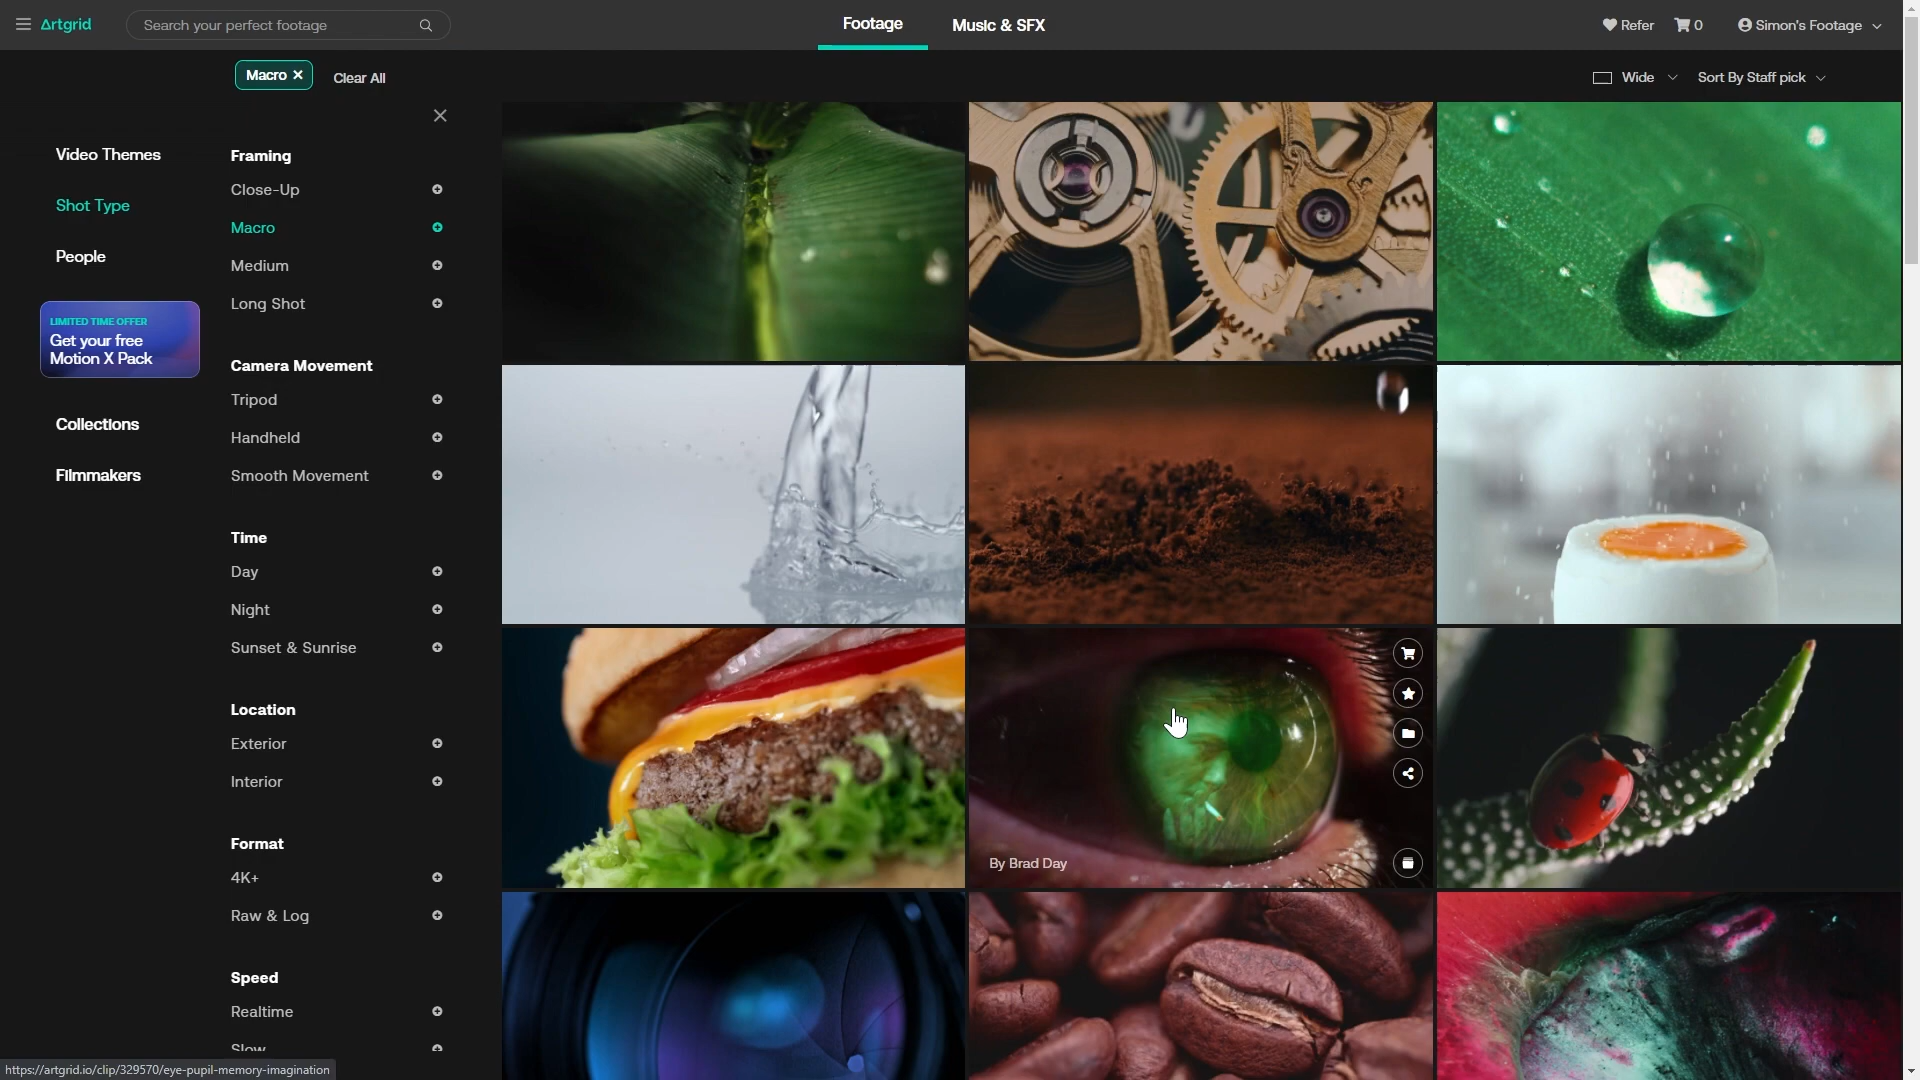 Artgrid
Search your perfect footage
Footage
Music & SFX
Refer
0
Simon's Footage
Macro
Clear All
Wide
Sort By Staff pick
Video Themes
Shot Type
People
LIMITED TIME OFFER
Get your free
Motion X Pack
Collections
Filmmakers
Framing
Close-Up
Macro
Medium
Long Shot
Camera Movement
Tripod
Handheld
Smooth Movement
Time
Day
Night
Sunset & Sunrise
Location
Exterior
Interior
Format
4K+
Raw & Log
Speed
Realtime
Slow
By Brad Day
https://artgrid.io/clip/329570/eye-pupil-memory-imagination